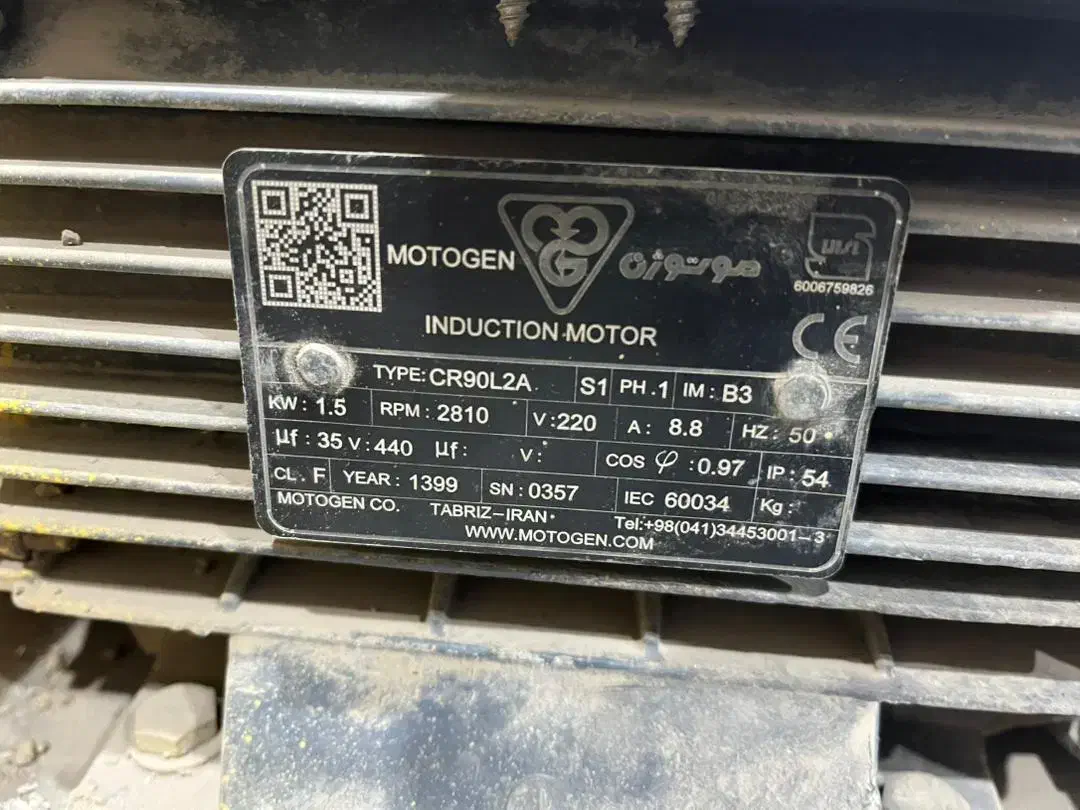 MOTOGEN موتوژن
6006759826
CE
INDUCTION MOTOR
TYPE: CR90L2A S1 PH.1 IM: B3
KW: 1.5 RPM: 2810 V:220 A: 8.8 HZ: 50
µf: 35 V: 440 µf: V: COS φ :0.97 IP: 54
CL. F YEAR: 1399 SN: 0357 IEC 60034 Kg:
MOTOGEN CO. TABRIZ-IRAN Tel:+98(041)34453001-3
WWW.MOTOGEN.COM